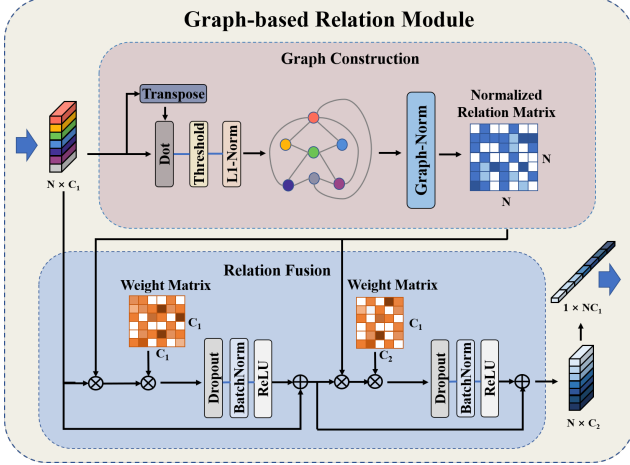 Graph-based Relation Module
Graph Construction
Transpose
Dot
Threshold
L1-Norm
Graph-Norm
Normalized
Relation Matrix
N
N
N × C₁
Relation Fusion
Weight Matrix
C₁
C₁
Dropout
BatchNorm
ReLU
Weight Matrix
C₁
C₂
Dropout
BatchNorm
ReLU
1 × NC₁
N × C₂